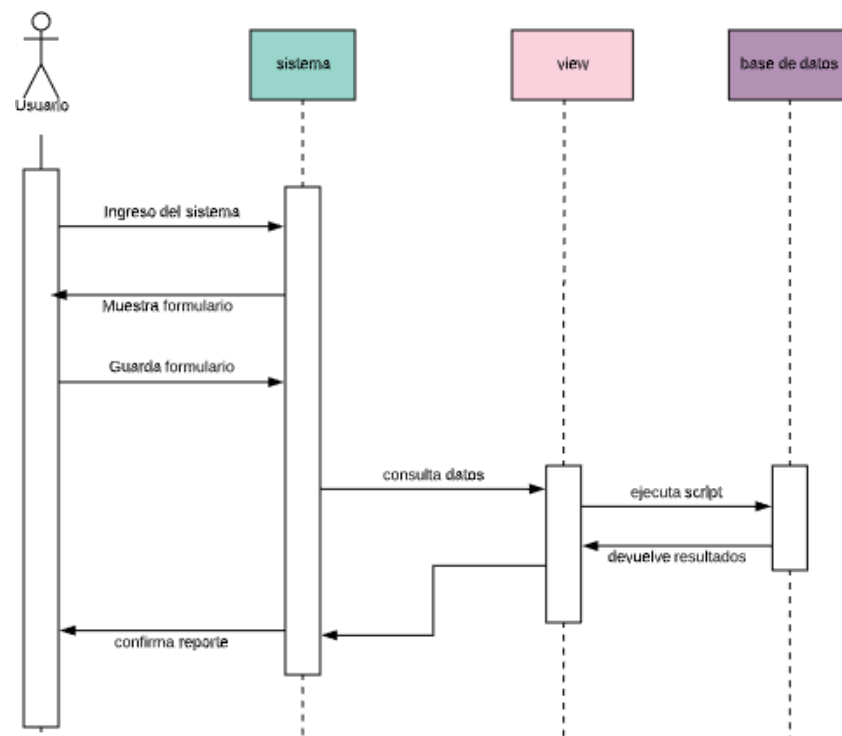 sistema
view
base de datos
Usuario
Ingreso del sistema
Muestra formulario
Guarda formulario
consulta datos
ejecuta script
devuelve resultados
confirma reporte